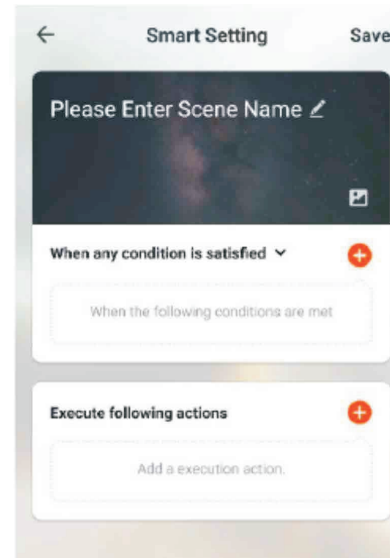 Smart Setting
Save
Please Enter Scene Name
When any condition is satisfied
When the following conditions are met
Execute following actions
Add a execution action.